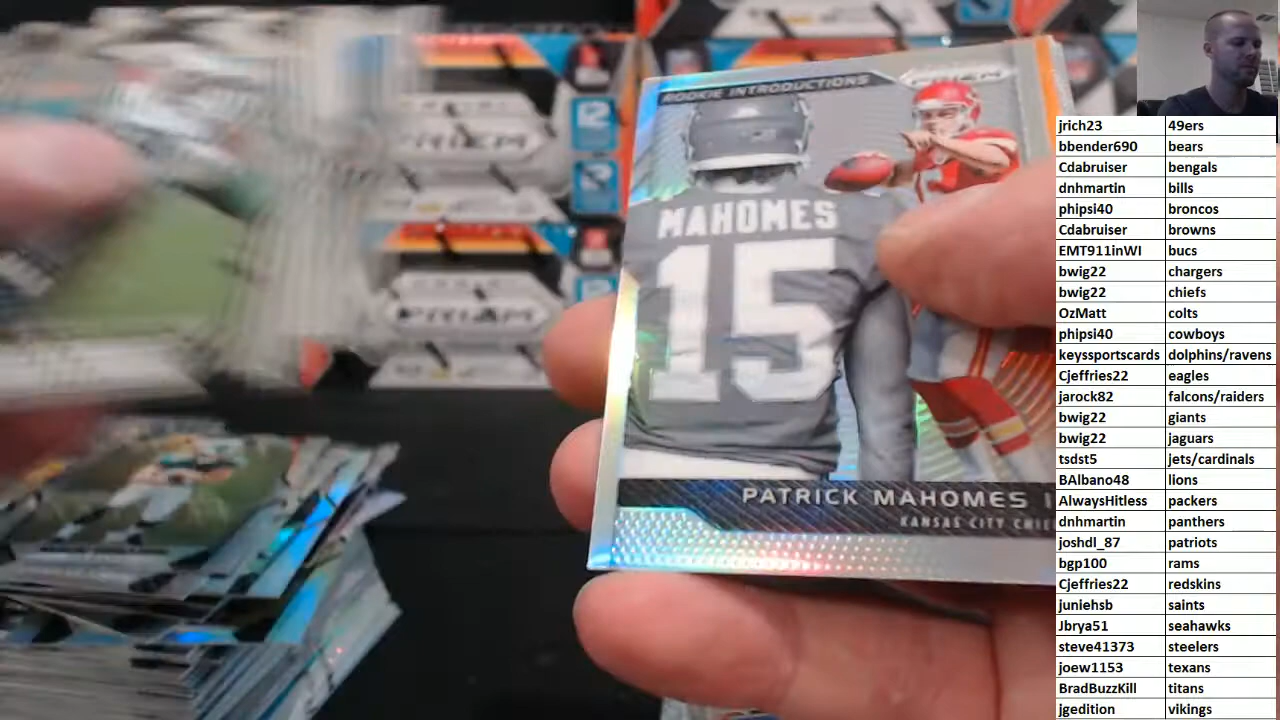 ROOKIE INTRODUCTIONS
PRIZM
MAHOMES
15
PATRICK MAHOMES
KANSAS CITY
PRIZM
12
PRIZM
jrich23 49ers
bbender690 bears
Cdabruiser bengals
dnhmartin bills
phipsi40 broncos
Cdabruiser browns
EMT911inWI bucs
bwig22 chargers
bwig22 chiefs
OzMatt colts
phipsi40 cowboys
keyssportscards dolphins/ravens
Cjeffries22 eagles
jarock82 falcons/raiders
bwig22 giants
bwig22 jaguars
tsdst5 jets/cardinals
BAlbano48 lions
AlwaysHitless packers
dnhmartin panthers
joshdl_87 patriots
bgp100 rams
Cjeffries22 redskins
juniehsb saints
Jbrya51 seahawks
steve41373 steelers
joew1153 texans
BradBuzzKill titans
jgedition vikings